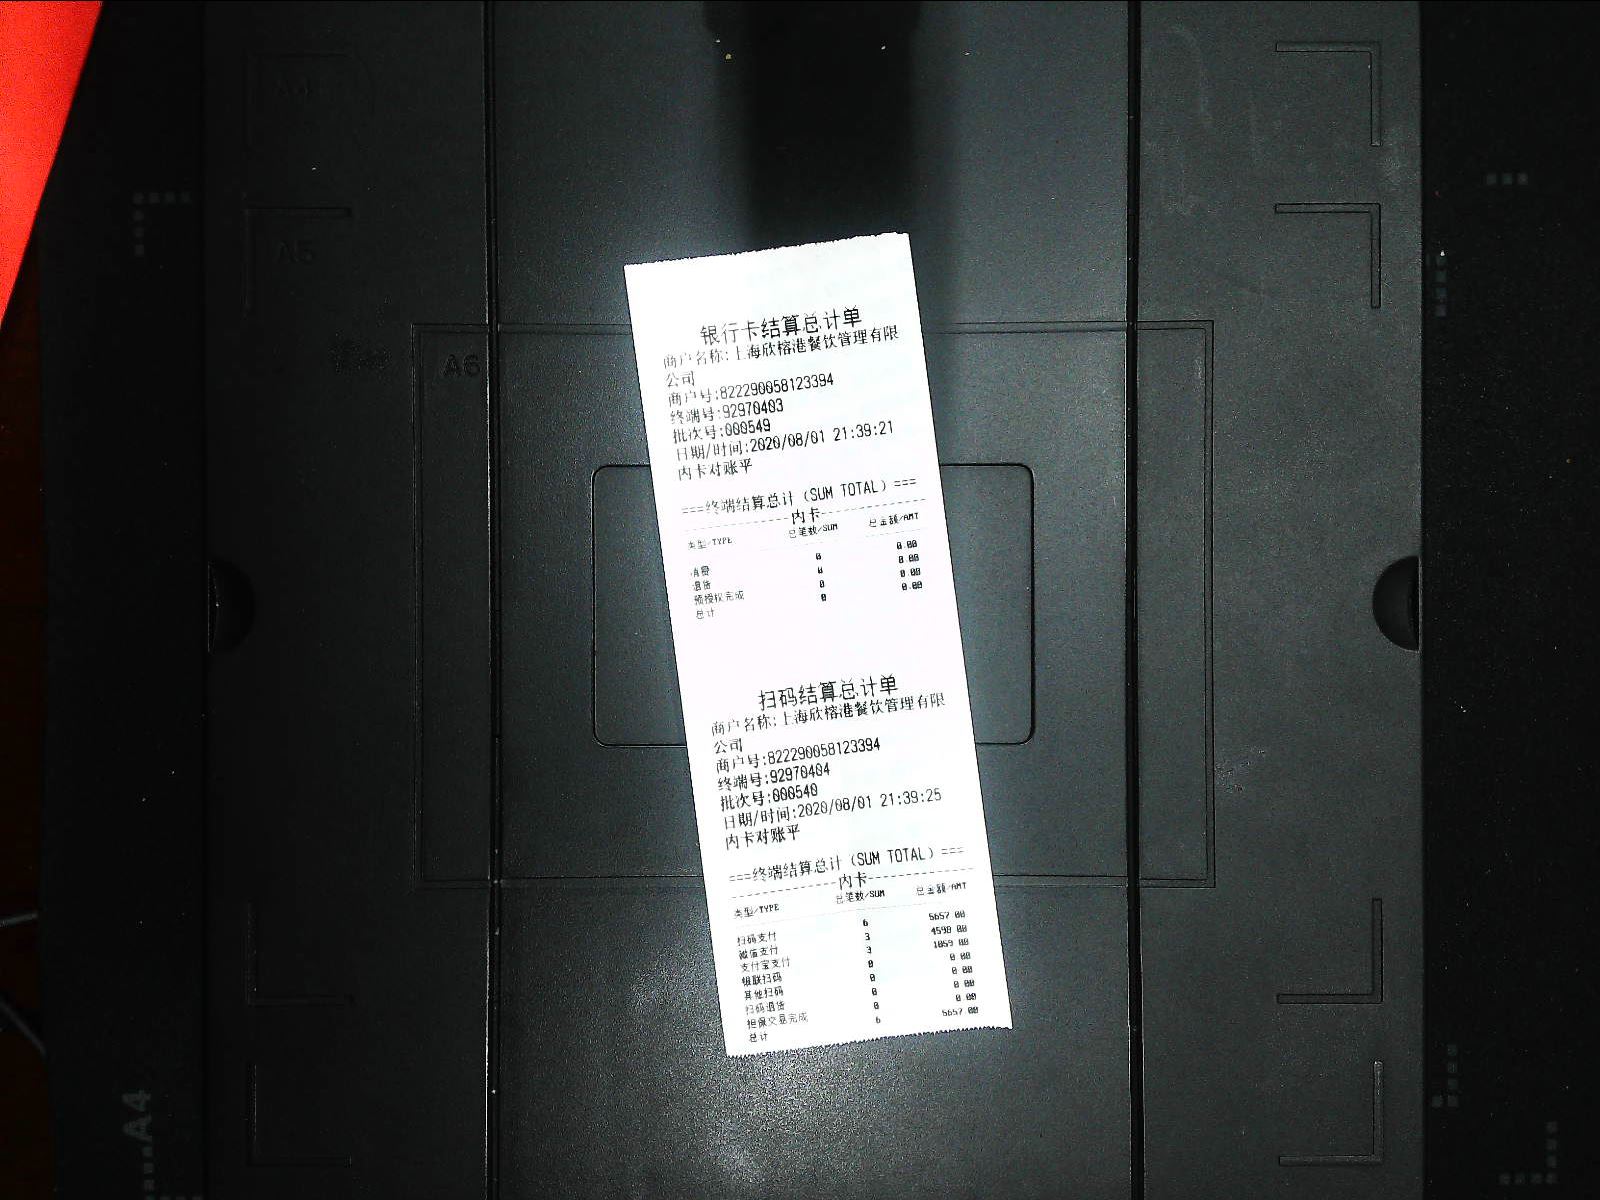 银行卡结算总计单
商户名称:上海欣榕港餐饮管理有限
公司
商户号:822290058123394
终端号:92970403
批次号:000549
日期/时间:2020/08/01 21:39:21
内卡对账平
===终端结算总计（SUM TOTAL）===
内卡
类型/TYPE 总笔数/SUM 总金额/AMT
消费 0 0.00
退货 0 0.00
预授权完成 0 0.00
总计 0 0.00
扫码结算总计单
商户名称:上海欣榕港餐饮管理有限
公司
商户号:822290058123394
终端号:92970404
批次号:000540
日期/时间:2020/08/01 21:39:25
内卡对账平
===终端结算总计（SUM TOTAL）===
内卡
类型/TYPE 总笔数/SUM 总金额/AMT
扫码支付 6 5657.00
微信支付 3 4598.00
支付宝支付 3 1059.00
银联扫码 0 0.00
其他扫码 0 0.00
扫码退货 0 0.00
担保交易完成 0 0.00
总计 6 5657.00
A5
A6
A4